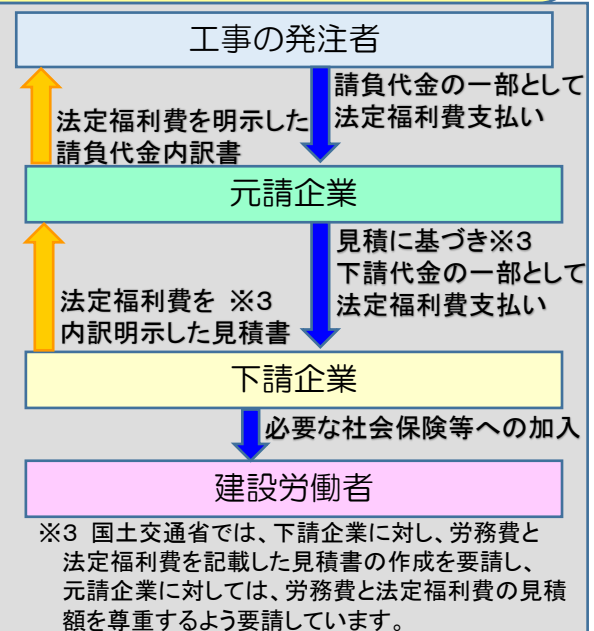 工事の発注者
請負代金の一部として
法定福利費支払い
法定福利費を明示した
請負代金内訳書
元請企業
見積に基づき※3
下請代金の一部として
法定福利費支払い
法定福利費を ※3
内訳明示した見積書
下請企業
必要な社会保険等への加入
建設労働者
※3 国土交通省では、下請企業に対し、労務費と
法定福利費を記載した見積書の作成を要請し、
元請企業に対しては、労務費と法定福利費の見積
額を尊重するよう要請しています。